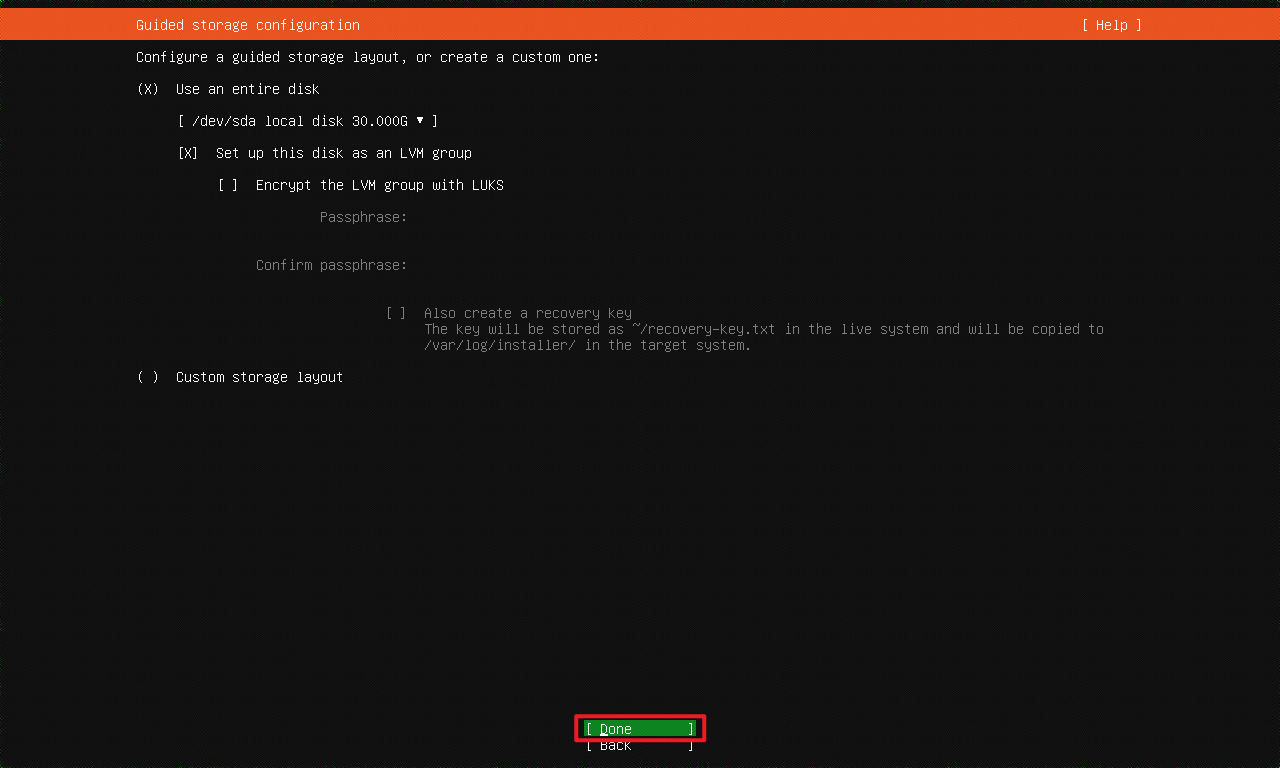 Guided storage configuration [ Help ]
Configure a guided storage layout, or create a custom one:
(X) Use an entire disk
[ /dev/sda local disk 30.000G ▾ ]
[X] Set up this disk as an LVM group
[ ] Encrypt the LVM group with LUKS
Passphrase:
Confirm passphrase:
[ ] Also create a recovery key
The key will be stored as ~/recovery-key.txt in the live system and will be copied to
/var/log/installer/ in the target system.
( ) Custom storage layout
[ Done ]
[ Back ]